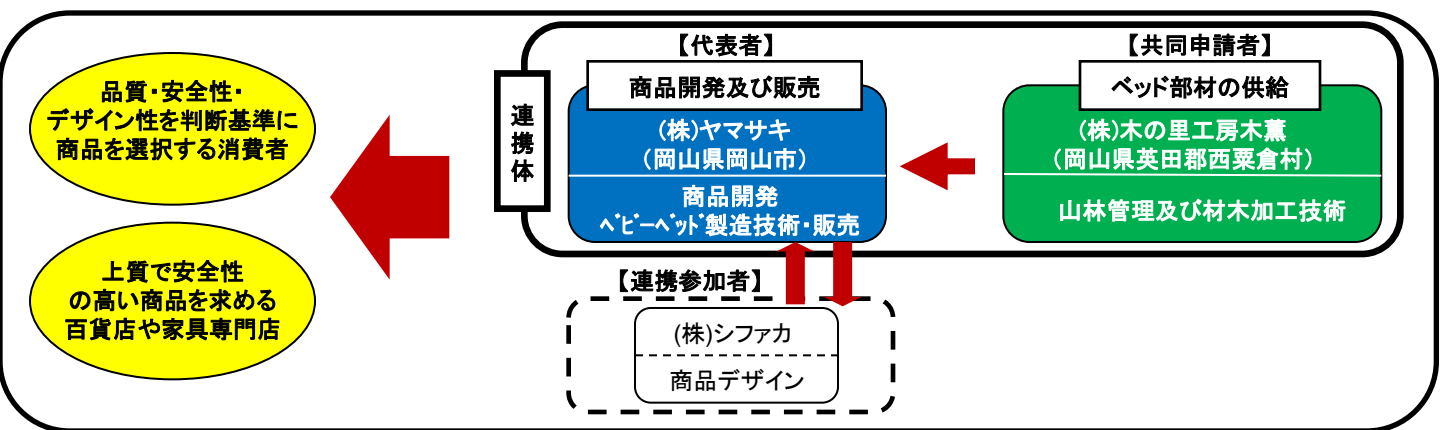 品質・安全性・
デザイン性を判断基準に
商品を選択する消費者
上質で安全性
の高い商品を求める
百貨店や家具専門店
連携体
【代表者】
商品開発及び販売
(株)ヤマサキ
(岡山県岡山市)
商品開発
ﾍﾞﾋﾞｰﾍﾞｯﾄﾞ製造技術・販売
【共同申請者】
ベッド部材の供給
(株)木の里工房木薫
(岡山県英田郡西粟倉村)
山林管理及び材木加工技術
【連携参加者】
(株)シファカ
商品デザイン